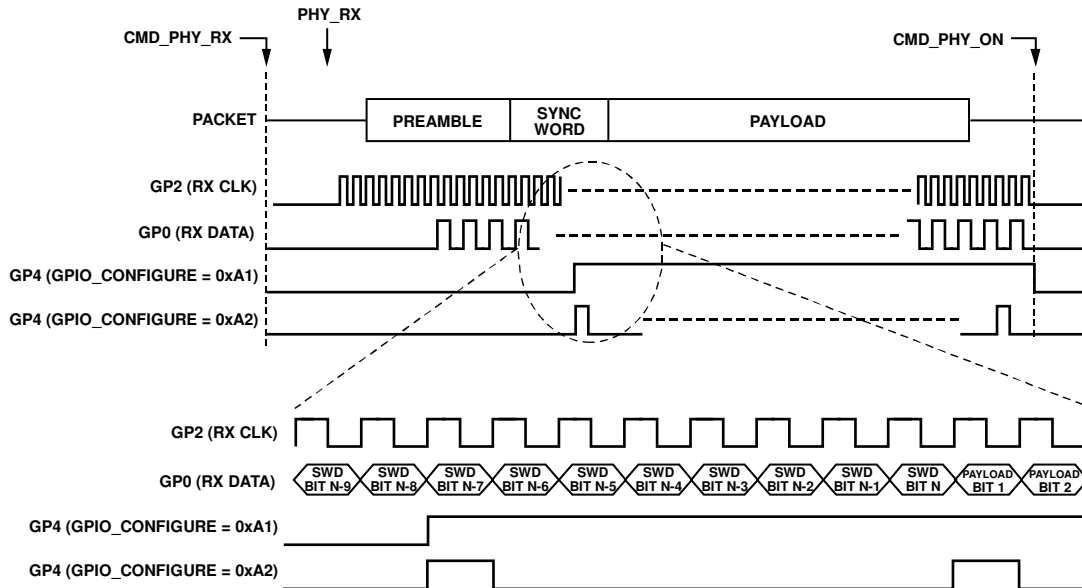 PHY_RX
CMD_PHY_RX
CMD_PHY_ON
PACKET
PREAMBLE
SYNC
WORD
PAYLOAD
GP2 (RX CLK)
GP0 (RX DATA)
GP4 (GPIO_CONFIGURE = 0xA1)
GP4 (GPIO_CONFIGURE = 0xA2)
GP2 (RX CLK)
GP0 (RX DATA)
SWD
BIT N-9
SWD
BIT N-8
SWD
BIT N-7
SWD
BIT N-6
SWD
BIT N-5
SWD
BIT N-4
SWD
BIT N-3
SWD
BIT N-2
SWD
BIT N-1
SWD
BIT N
PAYLOAD
BIT 1
PAYLOAD
BIT 2
GP4 (GPIO_CONFIGURE = 0xA1)
GP4 (GPIO_CONFIGURE = 0xA2)